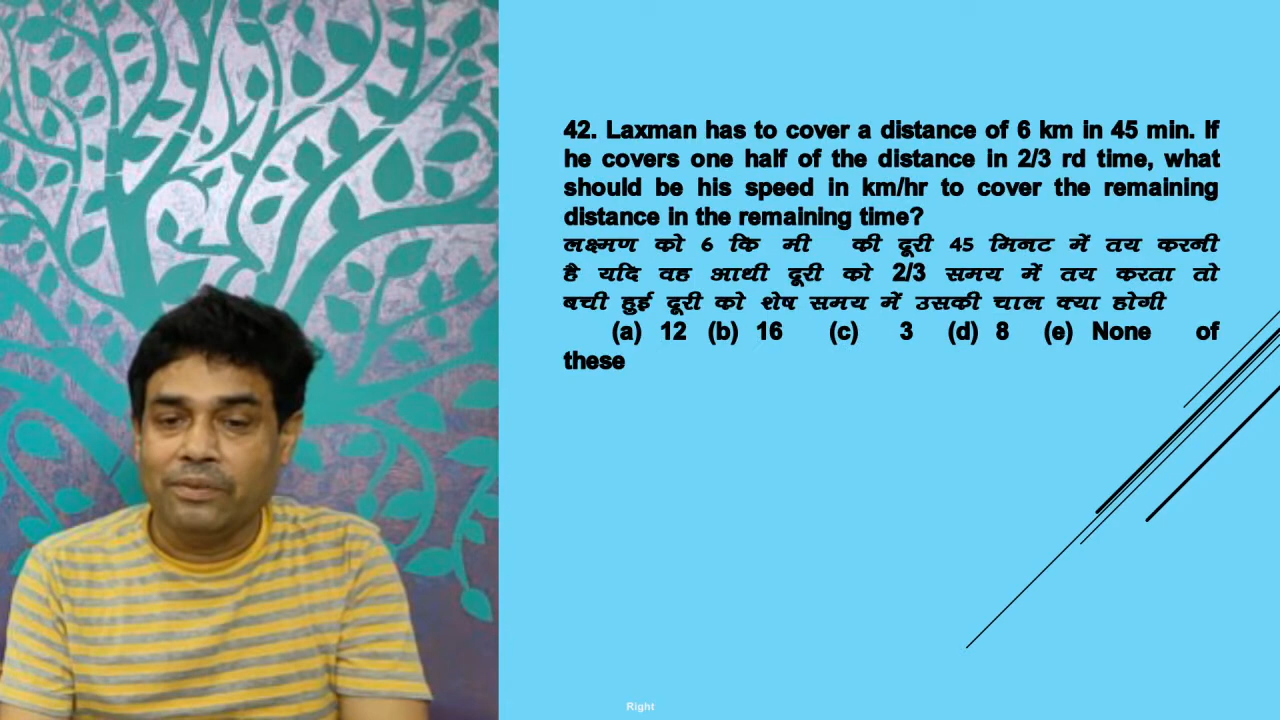 42. Laxman has to cover a distance of 6 km in 45 min. If
he covers one half of the distance in 2/3 rd time, what
should be his speed in km/hr to cover the remaining
distance in the remaining time?
लक्ष्मण को 6 कि मी की दूरी 45 मिनट में तय करनी
है यदि वह आधी दूरी को 2/3 समय में तय करता तो
बची हुई दूरी को शेष समय में उसकी चाल क्या होगी
(a) 12 (b) 16 (c) 3 (d) 8 (e) None of
these
Right